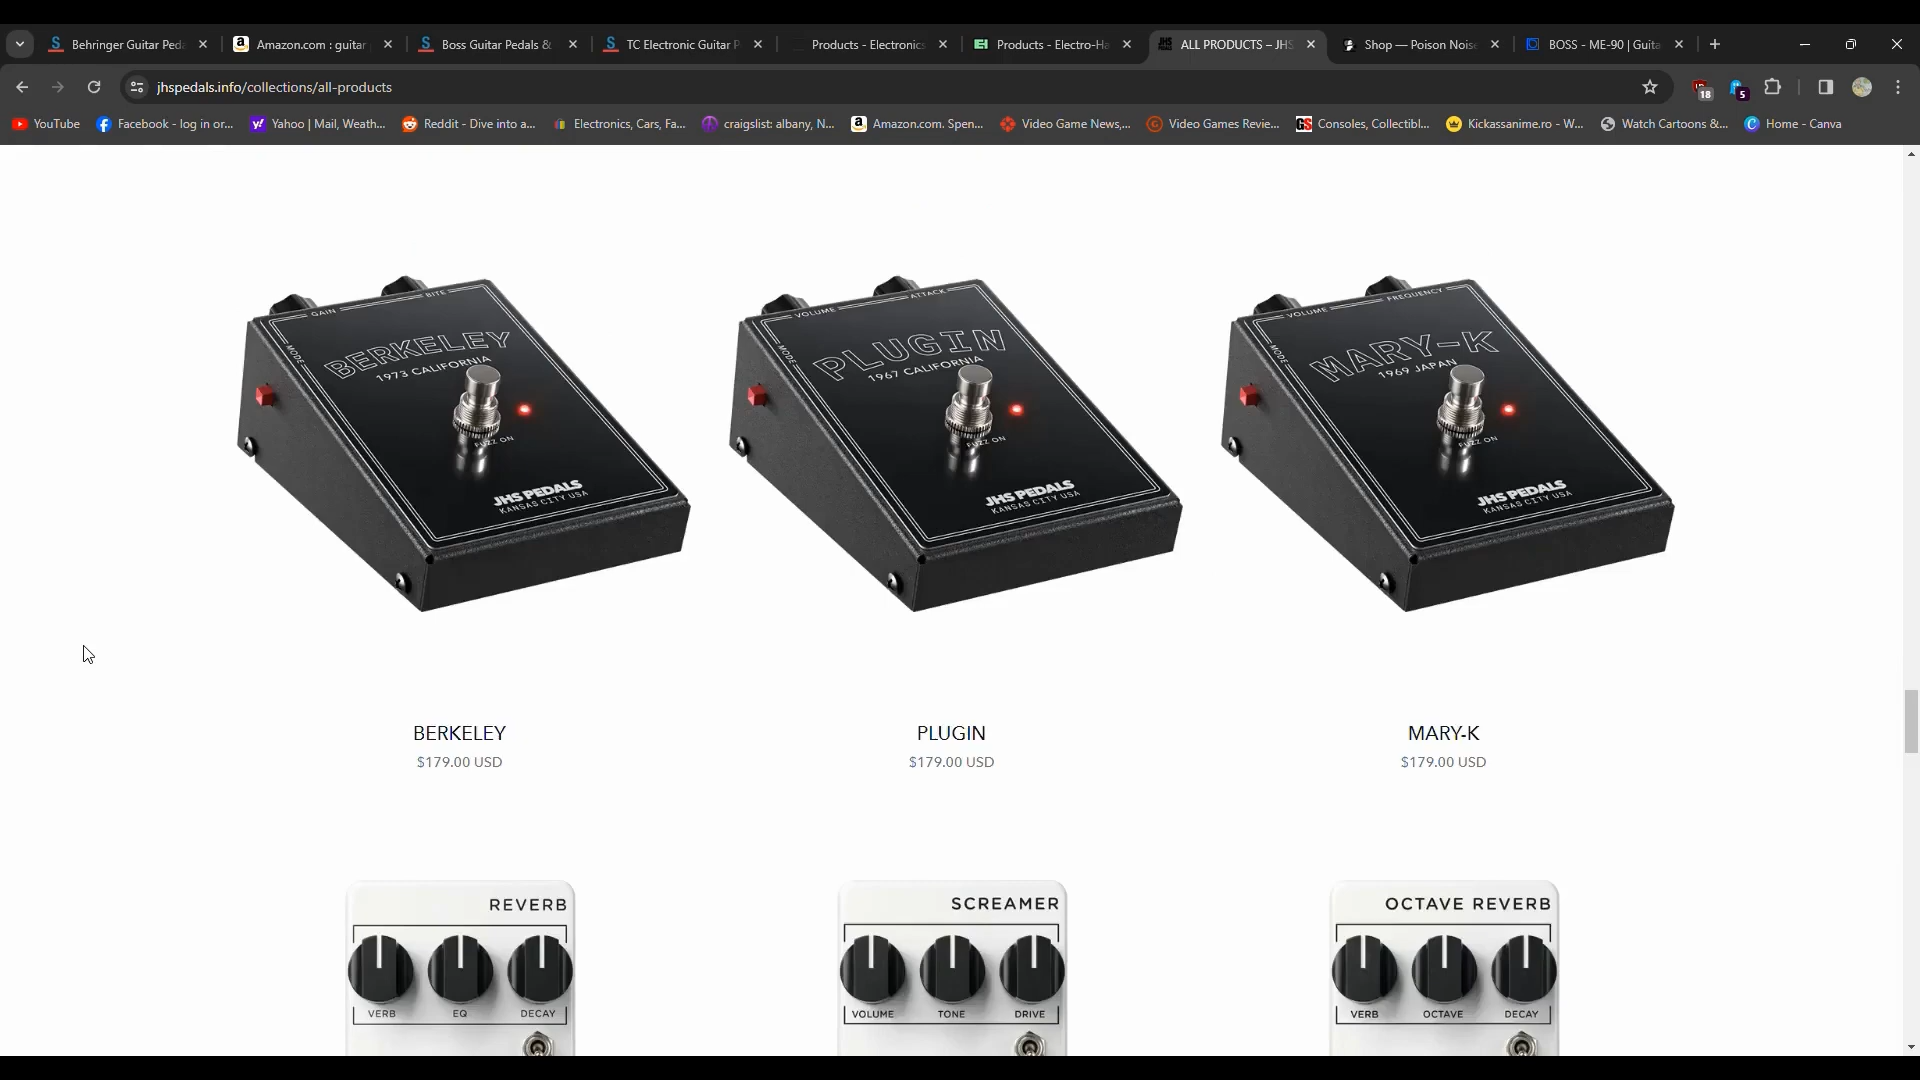 Behringer Guitar Peda
Amazon.com : guitar
Boss Guitar Pedals &
TC Electronic Guitar P
Products - Electronics
Products - Electro-Ha
ALL PRODUCTS – JHS
Shop — Poison Noise
BOSS - ME-90 | Guita
jhspedals.info/collections/all-products
18
5
YouTube
Facebook - log in or...
Yahoo | Mail, Weath...
Reddit - Dive into a...
Electronics, Cars, Fa...
craigslist: albany, N...
Amazon.com. Spen...
Video Game News,...
Video Games Revie...
Consoles, Collectibl...
Kickassanime.ro - W...
Watch Cartoons &...
Home - Canva
GAIN
BITE
MODE
BERKELEY
1973 CALIFORNIA
FUZZ ON
JHS PEDALS
KANSAS CITY USA
VOLUME
ATTACK
MODE
PLUGIN
1967 CALIFORNIA
FUZZ ON
JHS PEDALS
KANSAS CITY USA
VOLUME
FREQUENCY
MODE
MARY-K
1969 JAPAN
FUZZ ON
JHS PEDALS
KANSAS CITY USA
BERKELEY
$179.00 USD
PLUGIN
$179.00 USD
MARY-K
$179.00 USD
REVERB
VERB EQ DECAY
SCREAMER
VOLUME TONE DRIVE
OCTAVE REVERB
VERB OCTAVE DECAY